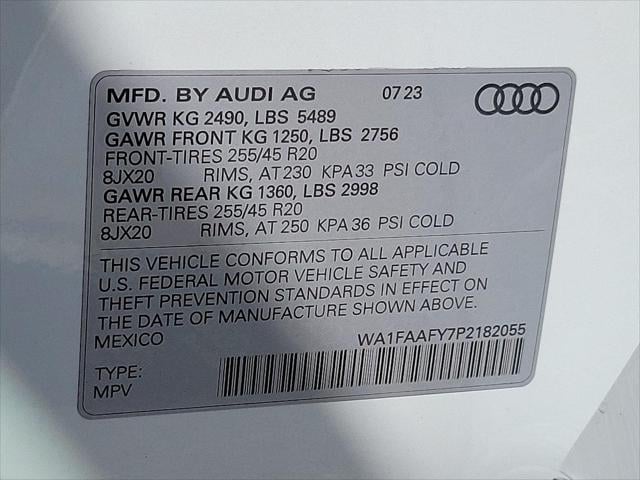 MFD. BY AUDI AG 07 23
GVWR KG 2490, LBS 5489
GAWR FRONT KG 1250, LBS 2756
FRONT-TIRES 255/45 R20
8JX20 RIMS, AT 230 KPA 33 PSI COLD
GAWR REAR KG 1360, LBS 2998
REAR-TIRES 255/45 R20
8JX20 RIMS, AT 250 KPA 36 PSI COLD
THIS VEHICLE CONFORMS TO ALL APPLICABLE
U.S. FEDERAL MOTOR VEHICLE SAFETY AND
THEFT PREVENTION STANDARDS IN EFFECT ON
THE DATE OF MANUFACTURE SHOWN ABOVE.
MEXICO WA1FAAFY7P2182055
TYPE:
MPV